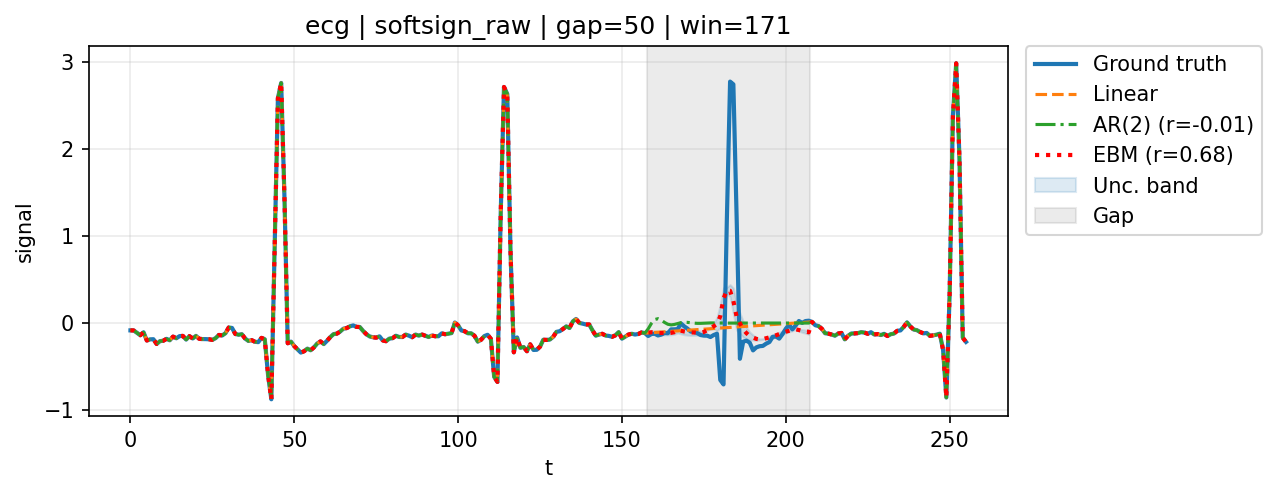 ecg | softsign_raw | gap=50 | win=171
3
2
1
0
−1
signal
0
50
100
150
200
250
t
Ground truth
Linear
AR(2) (r=-0.01)
EBM (r=0.68)
Unc. band
Gap